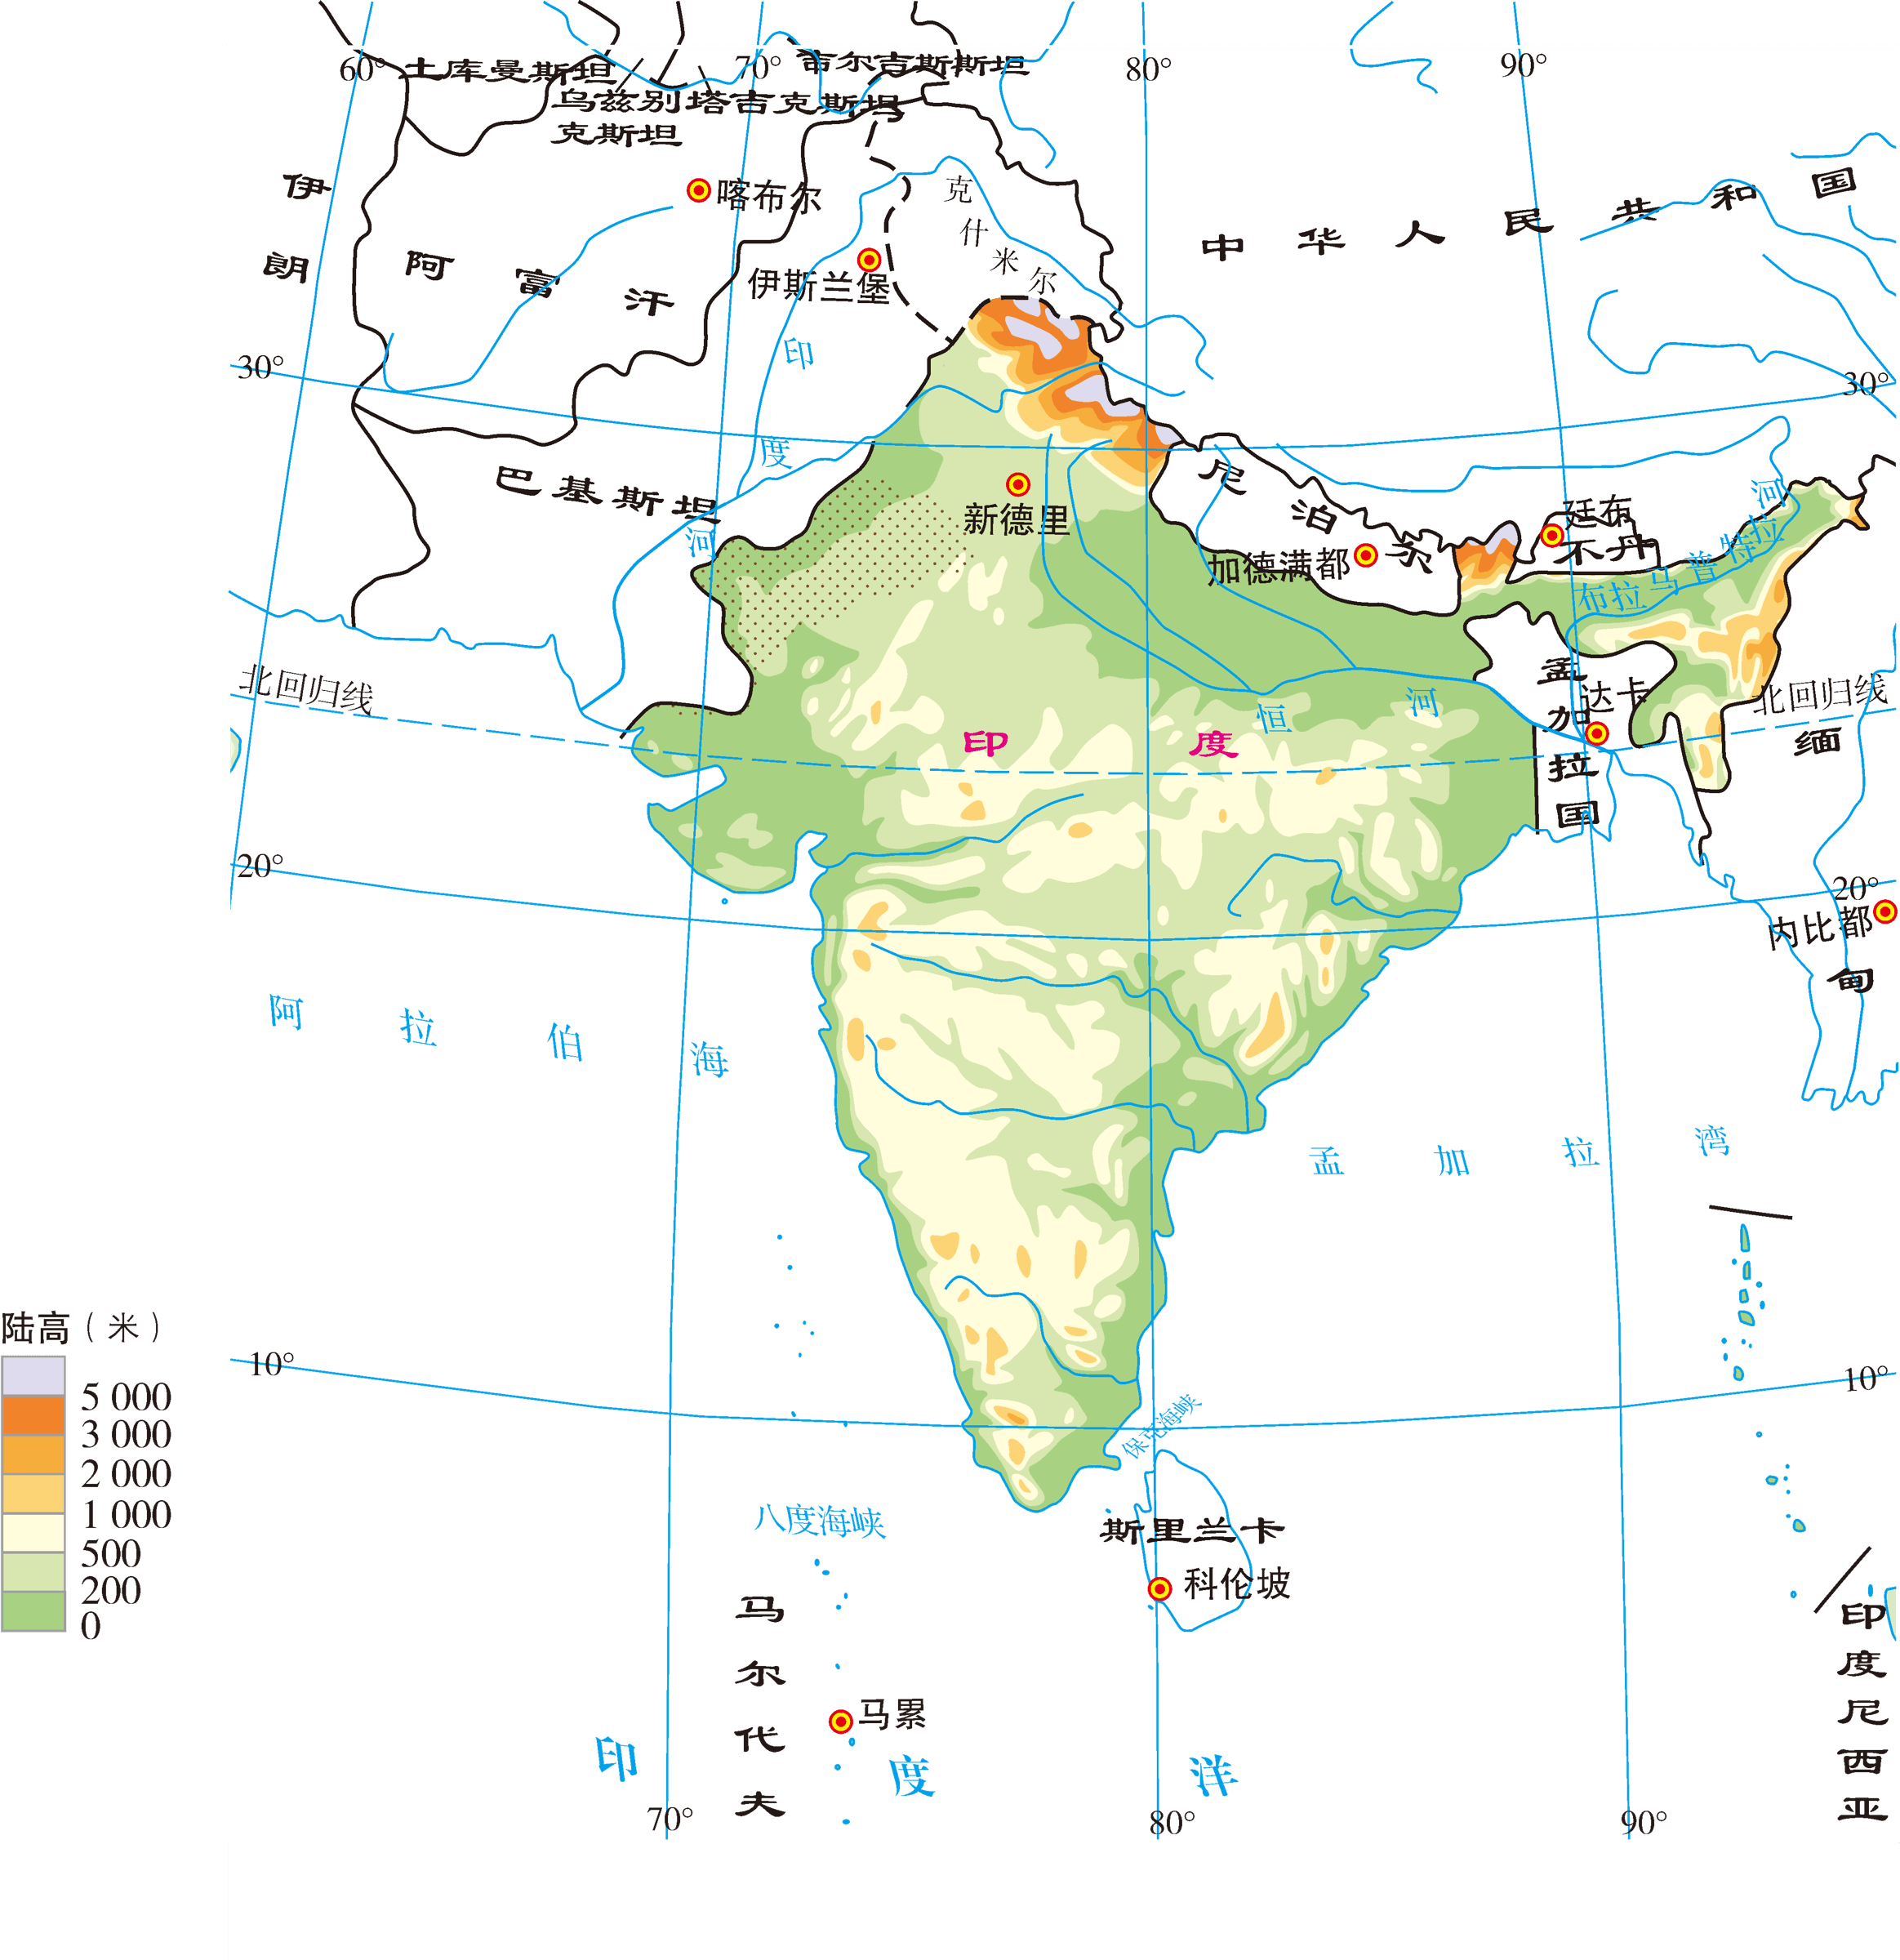 60°
70°
80°
90°
土库曼斯坦
吉尔吉斯斯坦
乌兹别
克斯坦
塔吉克斯坦
伊朗
喀布尔
阿富汗
伊斯兰堡
克什米尔
中华人民共和国
30°
30°
印度河
巴基斯坦
新德里
尼泊尔
加德满都
廷布
不丹
布拉马普特拉河
北回归线
北回归线
孟加拉国
达卡
恒河
印度
缅甸
内比都
20°
20°
阿拉伯海
孟加拉湾
陆高（米）
5 000
3 000
2 000
1 000
500
200
0
10°
10°
保克海峡
八度海峡
斯里兰卡
科伦坡
马尔代夫
马累
印度洋
印度尼西亚
70°
80°
90°